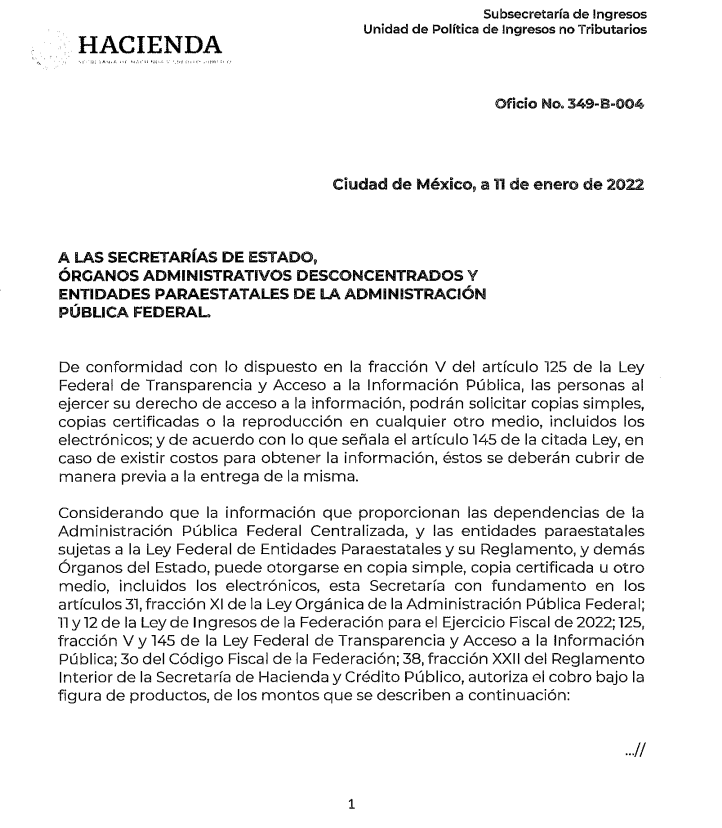 Subsecretaría de Ingresos
Unidad de Política de Ingresos no Tributarios
HACIENDA
SECRETARÍA DE HACIENDA Y CRÉDITO PÚBLICO
Oficio No. 349-B-004
Ciudad de México, a 11 de enero de 2022
A LAS SECRETARÍAS DE ESTADO,
ÓRGANOS ADMINISTRATIVOS DESCONCENTRADOS Y
ENTIDADES PARAESTATALES DE LA ADMINISTRACIÓN
PÚBLICA FEDERAL.
De conformidad con lo dispuesto en la fracción V del artículo 125 de la Ley
Federal de Transparencia y Acceso a la Información Pública, las personas al
ejercer su derecho de acceso a la información, podrán solicitar copias simples,
copias certificadas o la reproducción en cualquier otro medio, incluidos los
electrónicos; y de acuerdo con lo que señala el artículo 145 de la citada Ley, en
caso de existir costos para obtener la información, éstos se deberán cubrir de
manera previa a la entrega de la misma.
Considerando que la información que proporcionan las dependencias de la
Administración Pública Federal Centralizada, y las entidades paraestatales
sujetas a la Ley Federal de Entidades Paraestatales y su Reglamento, y demás
Órganos del Estado, puede otorgarse en copia simple, copia certificada u otro
medio, incluidos los electrónicos, esta Secretaría con fundamento en los
artículos 31, fracción XI de la Ley Orgánica de la Administración Pública Federal;
11 y 12 de la Ley de Ingresos de la Federación para el Ejercicio Fiscal de 2022; 125,
fracción V y 145 de la Ley Federal de Transparencia y Acceso a la Información
Pública; 3o del Código Fiscal de la Federación; 38, fracción XXII del Reglamento
Interior de la Secretaría de Hacienda y Crédito Público, autoriza el cobro bajo la
figura de productos, de los montos que se describen a continuación:
...//
1